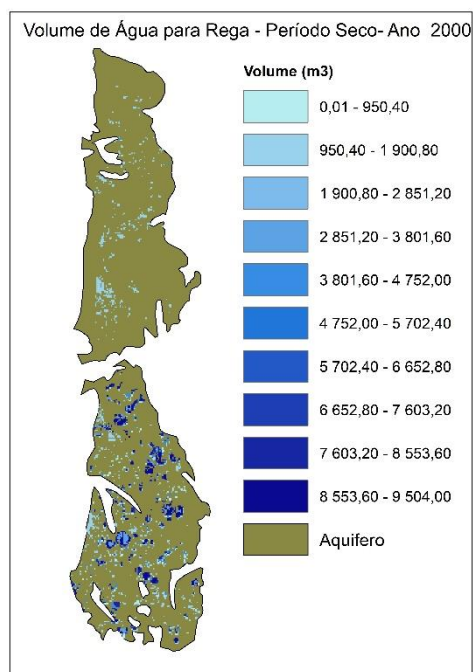 Volume de Água para Rega - Período Seco- Ano 2000
Volume (m3)
0,01 - 950,40
950,40 - 1 900,80
1 900,80 - 2 851,20
2 851,20 - 3 801,60
3 801,60 - 4 752,00
4 752,00 - 5 702,40
5 702,40 - 6 652,80
6 652,80 - 7 603,20
7 603,20 - 8 553,60
8 553,60 - 9 504,00
Aquifero